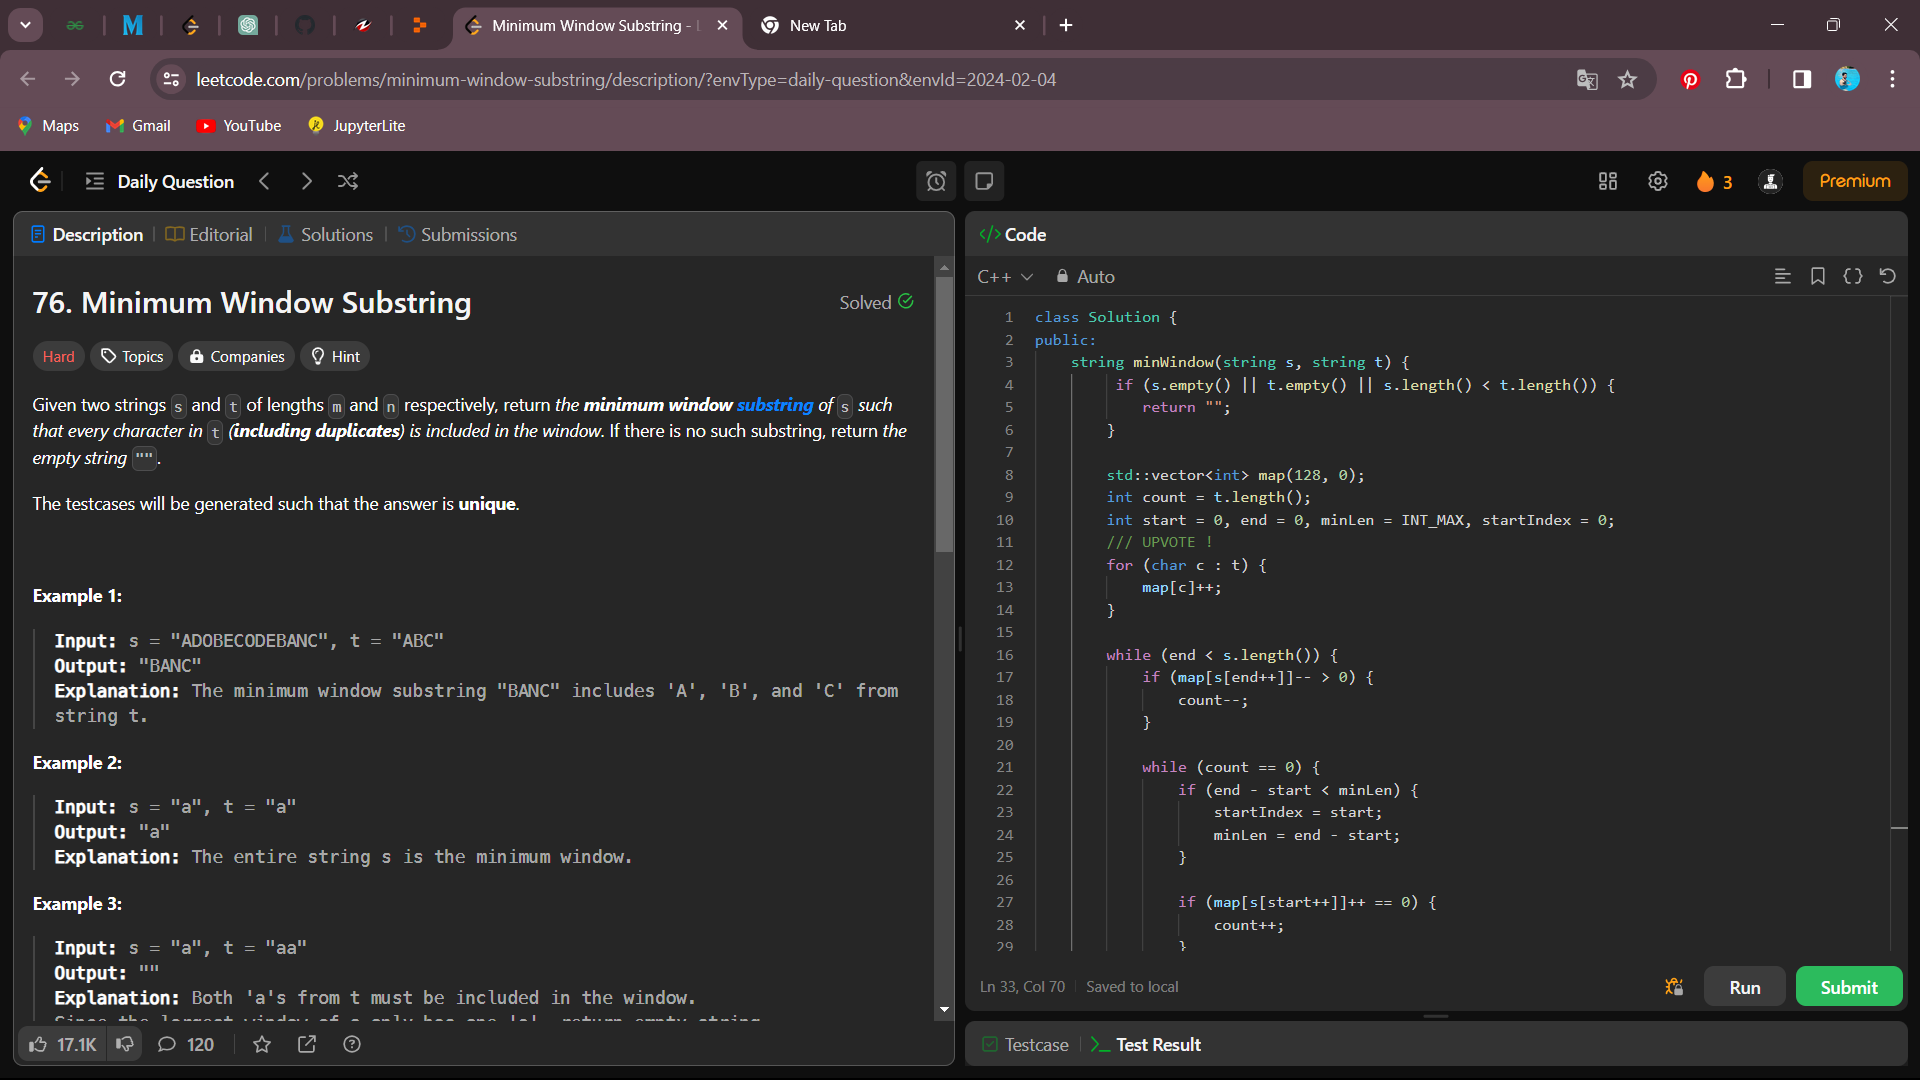 Minimum Window Substring -
New Tab
leetcode.com/problems/minimum-window-substring/description/?envType=daily-question&envId=2024-02-04
Maps
Gmail
YouTube
JupyterLite
Daily Question
3
Premium
Description
Editorial
Solutions
Submissions
76. Minimum Window Substring
Solved
Hard
Topics
Companies
Hint
Given two strings s and t of lengths m and n respectively, return the minimum window substring of s such
that every character in t (including duplicates) is included in the window. If there is no such substring, return the
empty string "".
The testcases will be generated such that the answer is unique.
Example 1:
Input: s = "ADOBECODEBANC", t = "ABC"
Output: "BANC"
Explanation: The minimum window substring "BANC" includes 'A', 'B', and 'C' from
string t.
Example 2:
Input: s = "a", t = "a"
Output: "a"
Explanation: The entire string s is the minimum window.
Example 3:
Input: s = "a", t = "aa"
Output: ""
Explanation: Both 'a's from t must be included in the window.
Since the largest window of s only has one 'a', return empty string.
17.1K
120
</> Code
C++
Auto
1 class Solution {
2 public:
3 string minWindow(string s, string t) {
4 if (s.empty() || t.empty() || s.length() < t.length()) {
5 return "";
6 }
7
8 std::vector<int> map(128, 0);
9 int count = t.length();
10 int start = 0, end = 0, minLen = INT_MAX, startIndex = 0;
11 /// UPVOTE !
12 for (char c : t) {
13 map[c]++;
14 }
15
16 while (end < s.length()) {
17 if (map[s[end++]]-- > 0) {
18 count--;
19 }
20
21 while (count == 0) {
22 if (end - start < minLen) {
23 startIndex = start;
24 minLen = end - start;
25 }
26
27 if (map[s[start++]]++ == 0) {
28 count++;
29 }
Ln 33, Col 70
Saved to local
Run
Submit
Testcase
Test Result